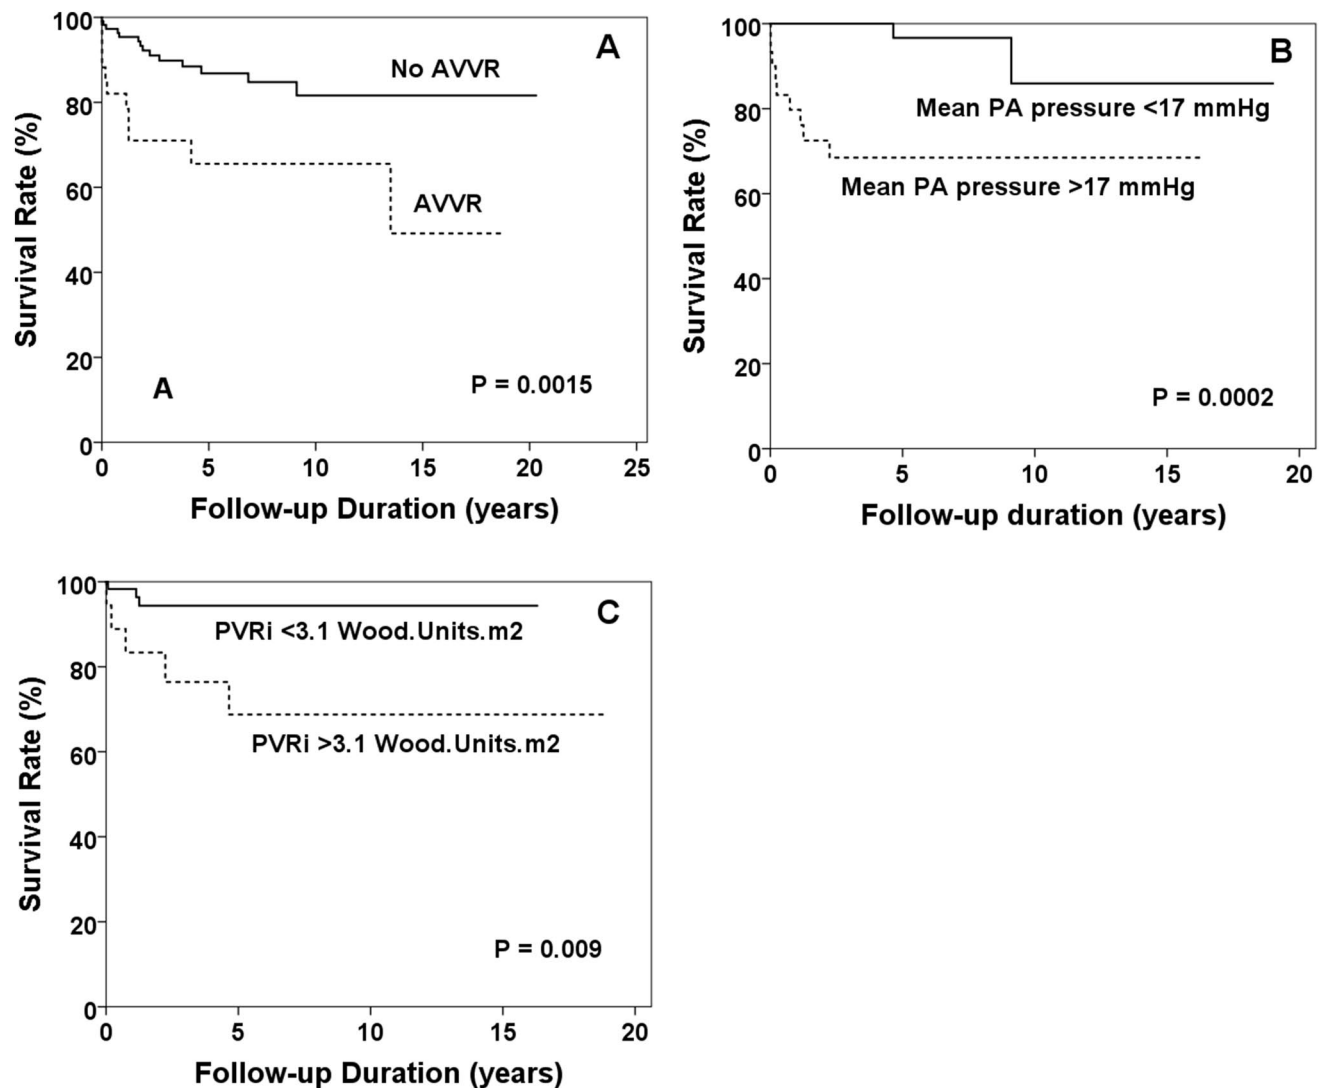 100
80
60
40
20
0
Survival Rate (%)
A
No AVVR
AVVR
A
P = 0.0015
0 5 10 15 20 25
Follow-up Duration (years)
100
80
60
40
20
0
Survival Rate (%)
B
Mean PA pressure <17 mmHg
Mean PA pressure >17 mmHg
P = 0.0002
0 5 10 15 20
Follow-up duration (years)
100
80
60
40
20
0
Survival Rate (%)
C
PVRi <3.1 Wood.Units.m2
PVRi >3.1 Wood.Units.m2
P = 0.009
0 5 10 15 20
Follow-up Duration (years)